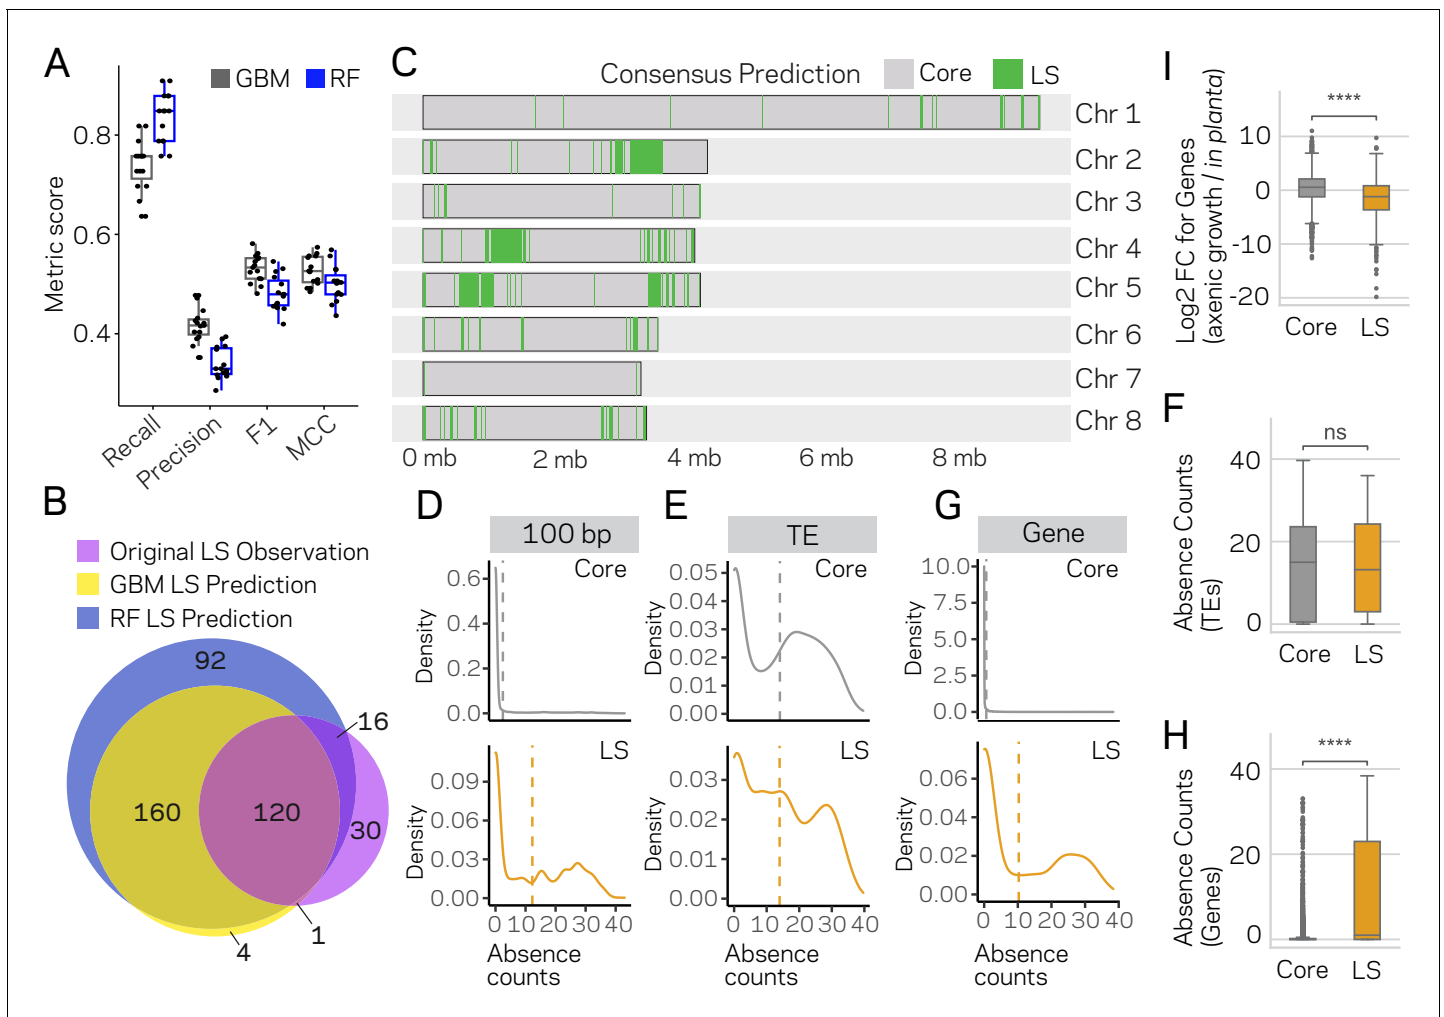 A
GBM
RF
Metric score
0.8
0.6
0.4
Recall
Precision
F1
MCC
B
Original LS Observation
GBM LS Prediction
RF LS Prediction
92
16
160
120
30
1
4
C
Consensus Prediction
Core
LS
Chr 1
Chr 2
Chr 3
Chr 4
Chr 5
Chr 6
Chr 7
Chr 8
0 mb
2 mb
4 mb
6 mb
8 mb
D
100 bp
Core
Density
0.6
0.4
0.2
0.0
LS
Density
0.09
0.06
0.03
0.00
0 10 20 30 40
Absence
counts
E
TE
Core
Density
0.05
0.04
0.03
0.02
0.01
0.00
LS
Density
0.03
0.02
0.01
0.00
0 10 20 30 40
Absence
counts
G
Gene
Core
Density
10.0
7.5
5.0
2.5
0.0
LS
Density
0.06
0.04
0.02
0.00
0 10 20 30 40
Absence
counts
I
Log2 FC for Genes
(axenic growth / in planta)
****
10
0
-10
-20
Core
LS
F
Absence Counts
(TEs)
ns
40
20
0
Core
LS
H
Absence Counts
(Genes)
****
40
20
0
Core
LS